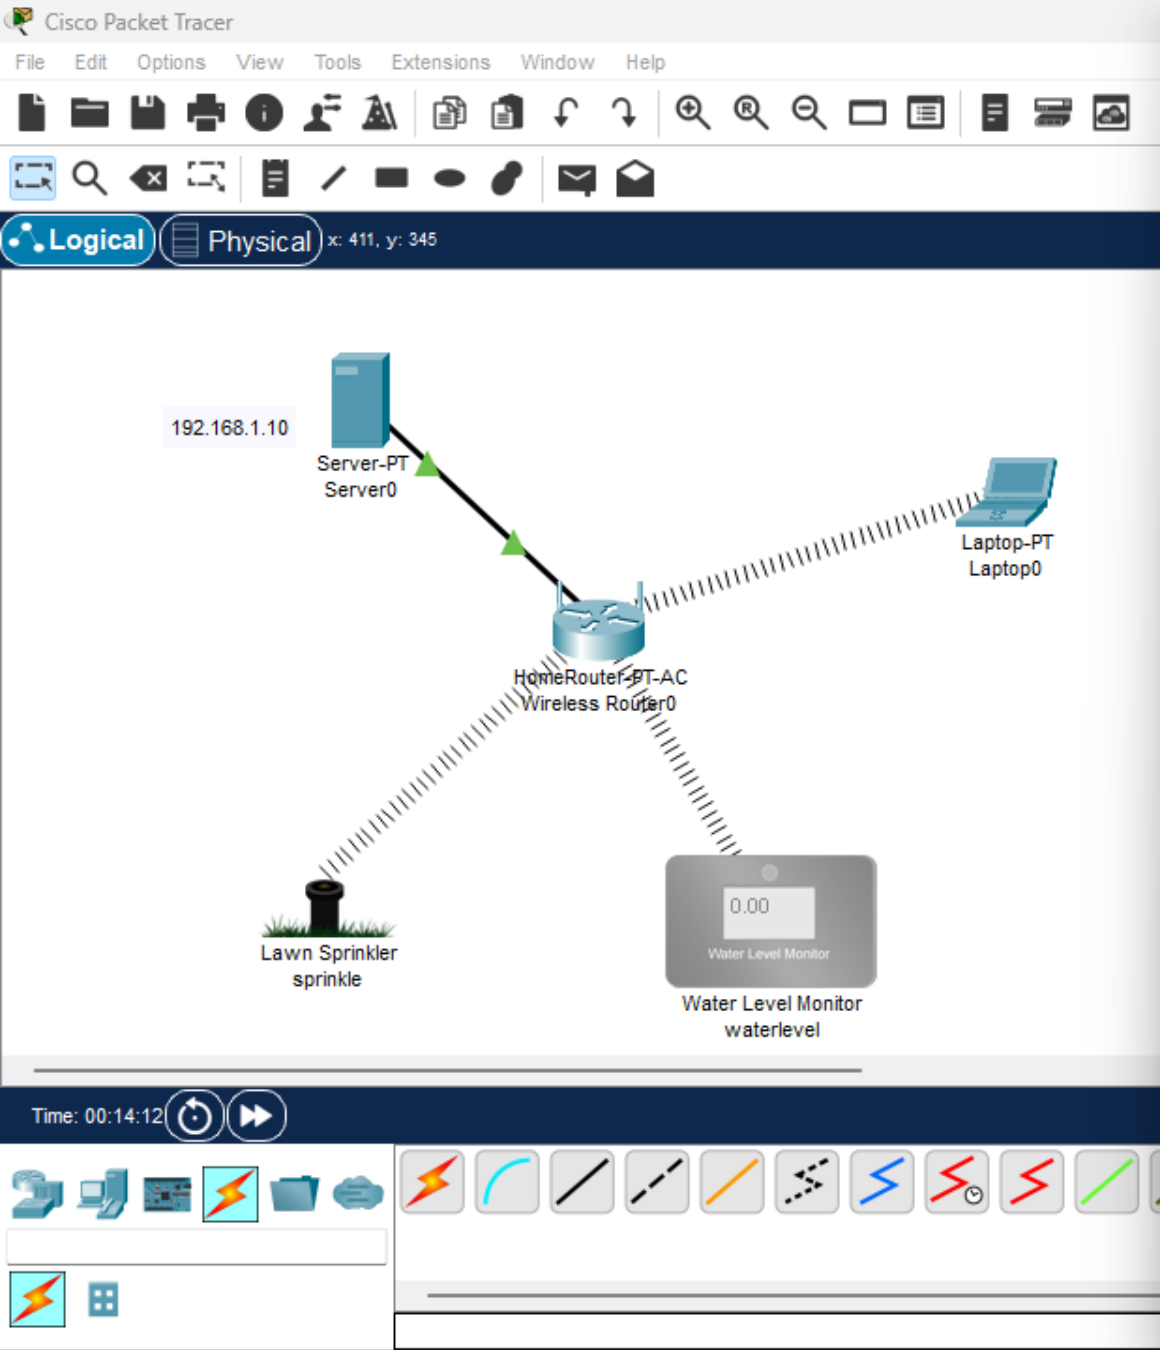 Cisco Packet Tracer
File Edit Options View Tools Extensions Window Help
R
Logical Physical x: 411, y: 345
192.168.1.10
Server-PT
Server0
Laptop-PT
Laptop0
HomeRouter-PT-AC
Wireless Router0
Lawn Sprinkler
sprinkle
0.00
Water Level Monitor
Water Level Monitor
waterlevel
Time: 00:14:12